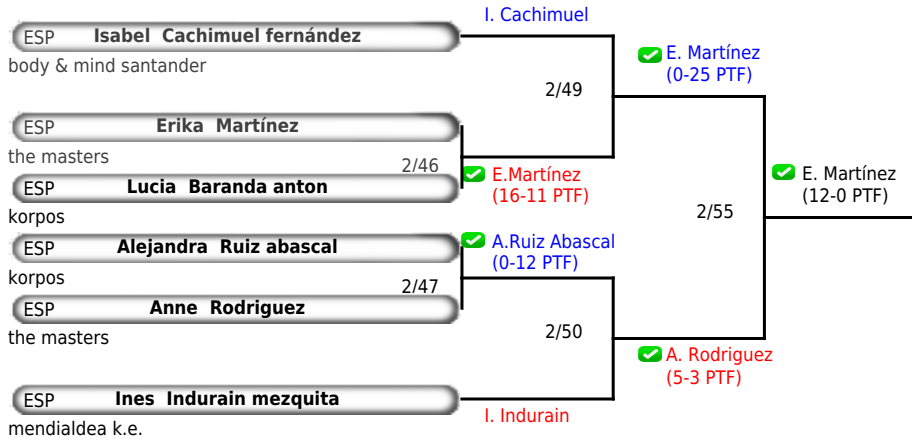 I. Cachimuel
ESP Isabel Cachimuel fernández
body & mind santander
E. Martínez
(0-25 PTF)
2/49
ESP Erika Martínez
the masters
2/46
E.Martínez
(16-11 PTF)
ESP Lucia Baranda anton
korpos
E. Martínez
(12-0 PTF)
2/55
ESP Alejandra Ruiz abascal
korpos
A.Ruiz Abascal
(0-12 PTF)
2/47
ESP Anne Rodriguez
the masters
2/50
A. Rodriguez
(5-3 PTF)
ESP Ines Indurain mezquita
mendialdea k.e.
I. Indurain